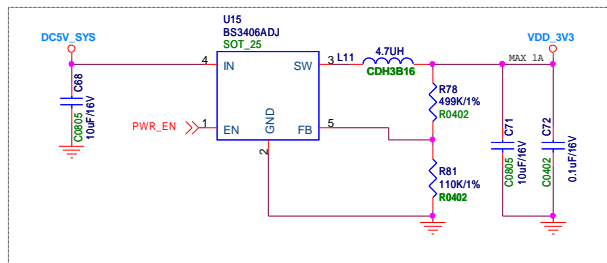 U15
BS3406ADJ
SOT_25
DC5V_SYS
VDD_3V3
4 IN
SW 3
L11
4.7UH
CDH3B16
MAX 1A
C68
10uF/16V
C0805
R78
499K/1%
R0402
PWR_EN
1 EN
GND
2
FB 5
R81
110K/1%
R0402
C71
10uF/16V
C0805
C72
0.1uF/16V
C0402